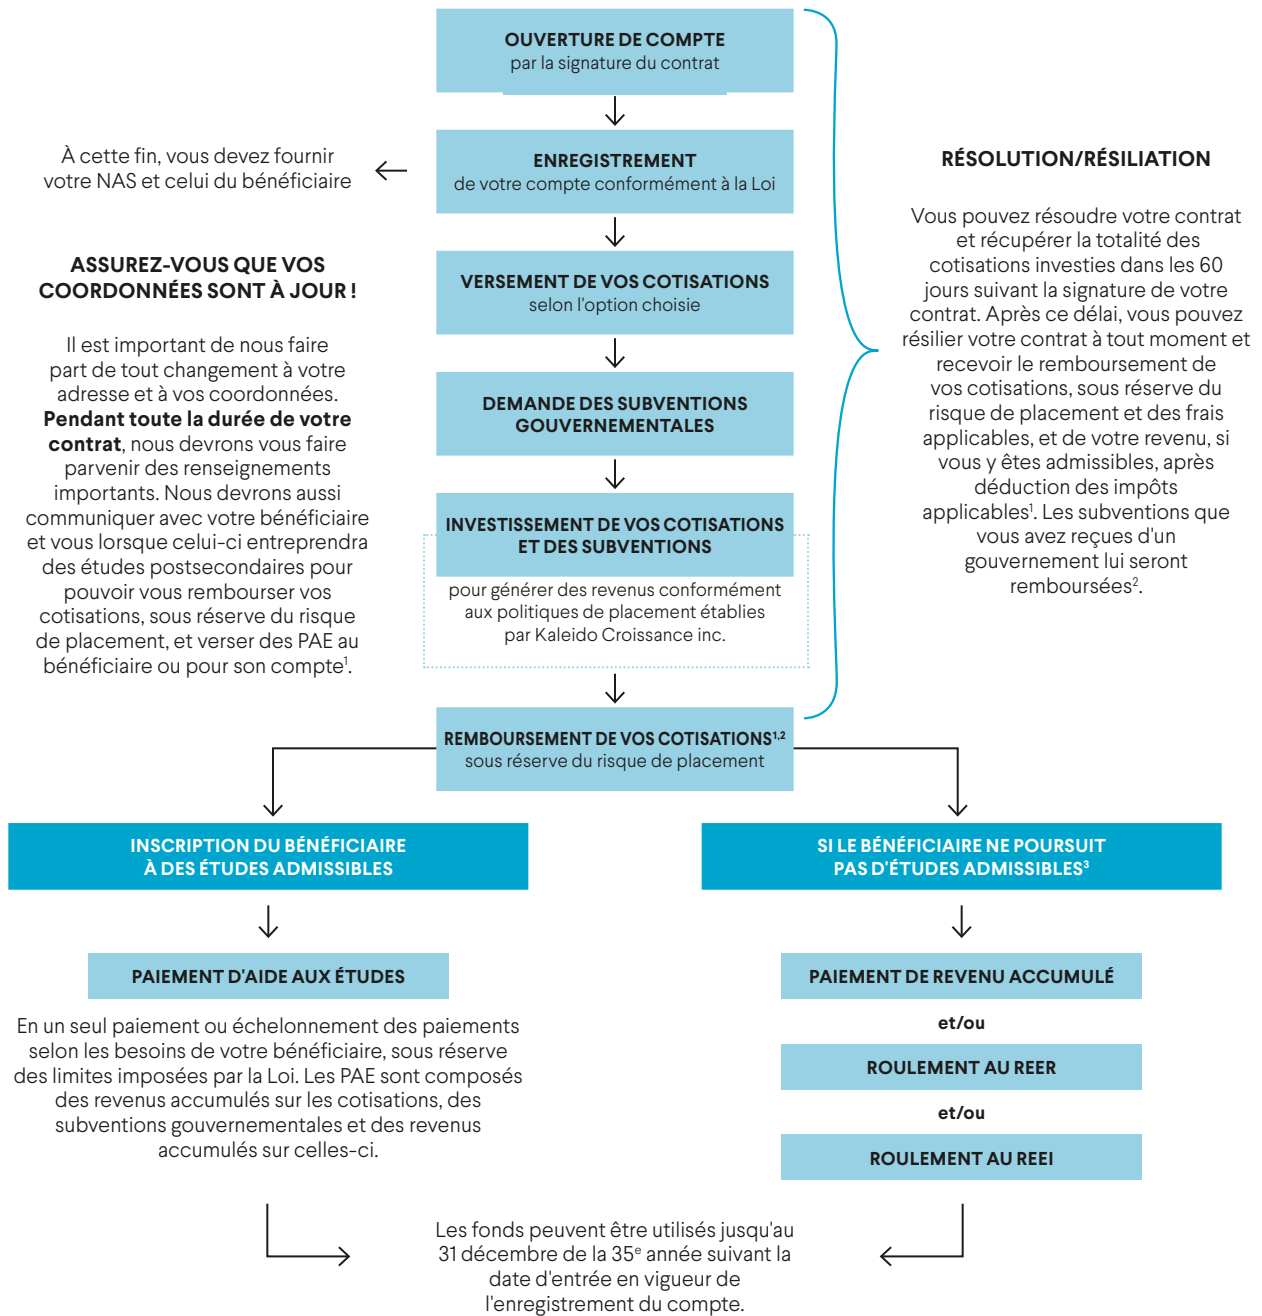 OUVERTURE DE COMPTE
par la signature du contrat
ENREGISTREMENT
de votre compte conformément à la Loi
À cette fin, vous devez fournir
votre NAS et celui du bénéficiaire
VERSEMENT DE VOS COTISATIONS
selon l'option choisie
DEMANDE DES SUBVENTIONS
GOUVERNEMENTALES
INVESTISSEMENT DE VOS COTISATIONS
ET DES SUBVENTIONS
pour générer des revenus conformément
aux politiques de placement établies
par Kaleido Croissance inc.
ASSUREZ-VOUS QUE VOS
COORDONNÉES SONT À JOUR !
Il est important de nous faire
part de tout changement à votre
adresse et à vos coordonnées.
Pendant toute la durée de votre
contrat, nous devrons vous faire
parvenir des renseignements
importants. Nous devrons aussi
communiquer avec votre bénéficiaire
et vous lorsque celui-ci entreprendra
des études postsecondaires pour
pouvoir vous rembourser vos
cotisations, sous réserve du risque
de placement, et verser des PAE au
bénéficiaire ou pour son compte¹.
RÉSOLUTION/RÉSILIATION
Vous pouvez résoudre votre contrat
et récupérer la totalité des
cotisations investies dans les 60
jours suivant la signature de votre
contrat. Après ce délai, vous pouvez
résilier votre contrat à tout moment et
recevoir le remboursement de
vos cotisations, sous réserve du
risque de placement et des frais
applicables, et de votre revenu, si
vous y êtes admissibles, après
déduction des impôts
applicables¹. Les subventions que
vous avez reçues d'un
gouvernement lui seront
remboursées².
REMBOURSEMENT DE VOS COTISATIONS¹,²
sous réserve du risque de placement
INSCRIPTION DU BÉNÉFICIAIRE
À DES ÉTUDES ADMISSIBLES
PAIEMENT D'AIDE AUX ÉTUDES
En un seul paiement ou échelonnement des paiements
selon les besoins de votre bénéficiaire, sous réserve
des limites imposées par la Loi. Les PAE sont composés
des revenus accumulés sur les cotisations, des
subventions gouvernementales et des revenus
accumulés sur celles-ci.
SI LE BÉNÉFICIAIRE NE POURSUIT
PAS D'ÉTUDES ADMISSIBLES³
PAIEMENT DE REVENU ACCUMULÉ
et/ou
ROULEMENT AU REER
et/ou
ROULEMENT AU REEI
Les fonds peuvent être utilisés jusqu'au
31 décembre de la 35ᵉ année suivant la
date d'entrée en vigueur de
l'enregistrement du compte.